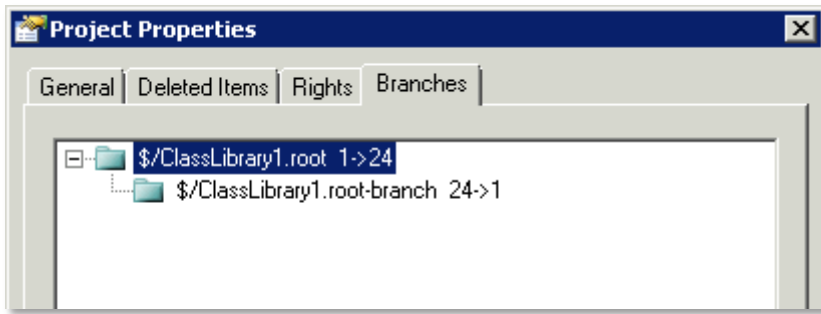 Project Properties
General Deleted Items Rights Branches
$/ClassLibrary1.root 1->24
$/ClassLibrary1.root-branch 24->1